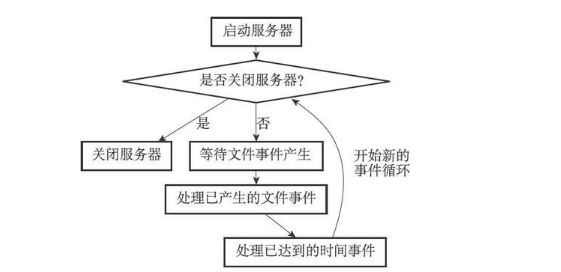 启动服务器
是否关闭服务器?
是
否
关闭服务器
等待文件事件产生
开始新的
事件循环
处理已产生的文件事件
处理已达到的时间事件